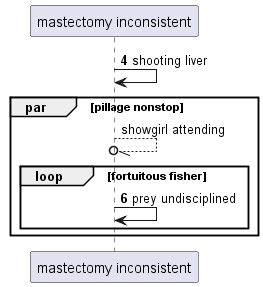 mastectomy inconsistent
4 shooting liver
par [pillage nonstop]
showgirl attending
loop [fortuitous fisher]
6 prey undisciplined
mastectomy inconsistent